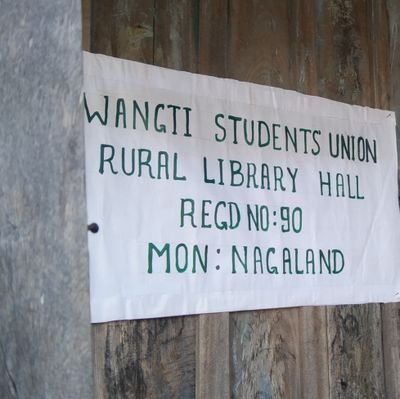 WANGTI STUDENTS UNION
RURAL LIBRARY HALL
REGD NO:90
MON: NAGALAND